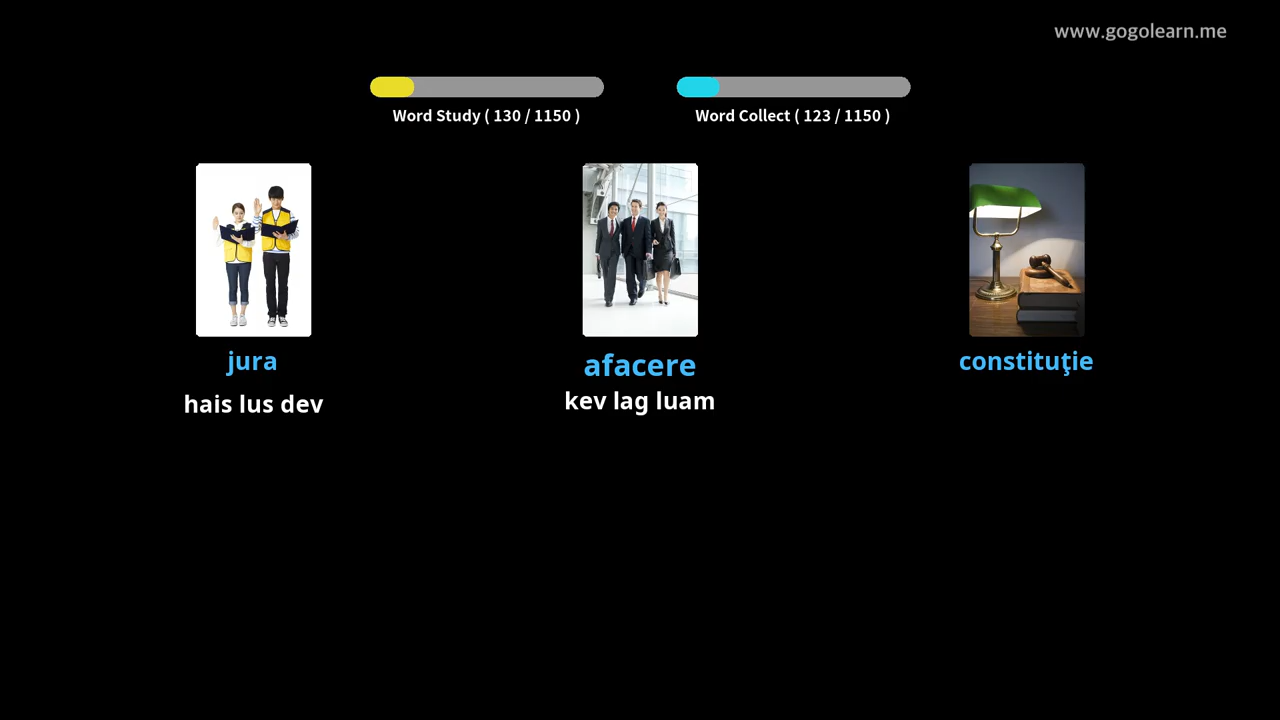 www.gogolearn.me
Word Study ( 130 / 1150 )
Word Collect ( 123 / 1150 )
jura
afacere
constituţie
hais lus dev
kev lag luam